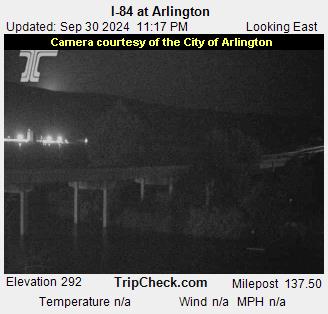 I-84 at Arlington
Updated: Sep 30 2024 11:17 PM Looking East
Camera courtesy of the City of Arlington
Elevation 292 TripCheck.com Milepost 137.50
Temperature n/a Wind n/a MPH n/a